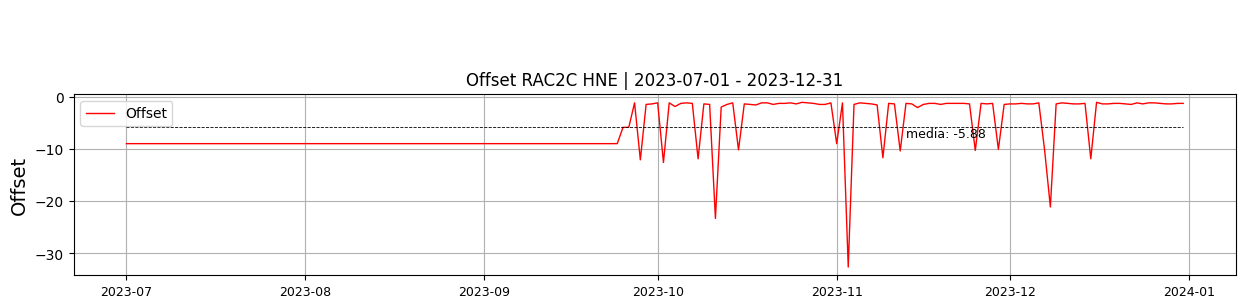 Offset RAC2C HNE | 2023-07-01 - 2023-12-31
Offset
Offset
0
−10
−20
−30
media: -5.88
2023-07
2023-08
2023-09
2023-10
2023-11
2023-12
2024-01